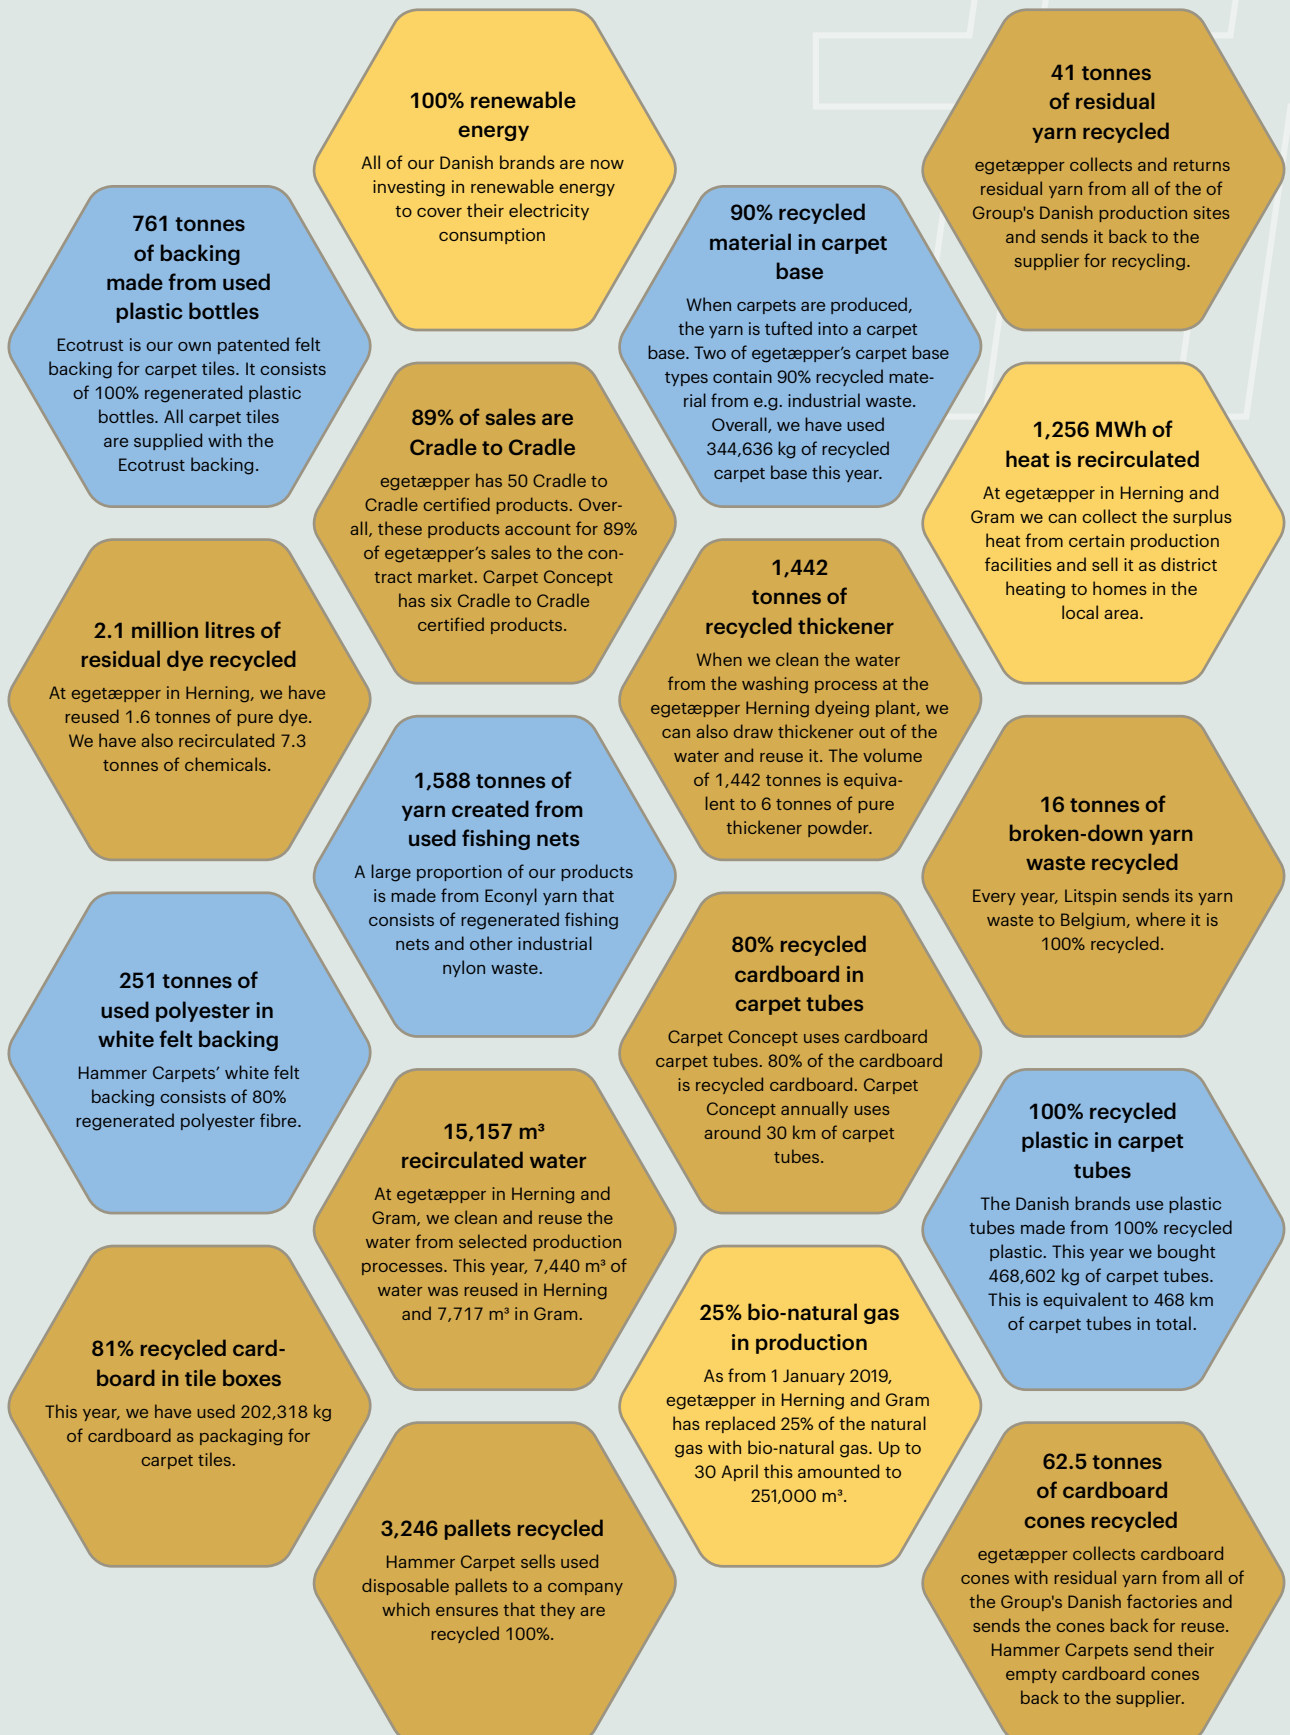 761 tonnes
of backing
made from used
plastic bottles
Ecotrust is our own patented felt
backing for carpet tiles. It consists
of 100% regenerated plastic
bottles. All carpet tiles
are supplied with the
Ecotrust backing.
2.1 million litres of
residual dye recycled
At egetæpper in Herning, we have
reused 1.6 tonnes of pure dye.
We have also recirculated 7.3
tonnes of chemicals.
251 tonnes of
used polyester in
white felt backing
Hammer Carpets’ white felt
backing consists of 80%
regenerated polyester fibre.
81% recycled card-
board in tile boxes
This year, we have used 202,318 kg
of cardboard as packaging for
carpet tiles.
100% renewable
energy
All of our Danish brands are now
investing in renewable energy
to cover their electricity
consumption
89% of sales are
Cradle to Cradle
egetæpper has 50 Cradle to
Cradle certified products. Over-
all, these products account for 89%
of egetæpper’s sales to the con-
tract market. Carpet Concept
has six Cradle to Cradle
certified products.
1,588 tonnes of
yarn created from
used fishing nets
A large proportion of our products
is made from Econyl yarn that
consists of regenerated fishing
nets and other industrial
nylon waste.
15,157 m³
recirculated water
At egetæpper in Herning and
Gram, we clean and reuse the
water from selected production
processes. This year, 7,440 m³ of
water was reused in Herning
and 7,717 m³ in Gram.
3,246 pallets recycled
Hammer Carpet sells used
disposable pallets to a company
which ensures that they are
recycled 100%.
90% recycled
material in carpet
base
When carpets are produced,
the yarn is tufted into a carpet
base. Two of egetæpper’s carpet base
types contain 90% recycled mate-
rial from e.g. industrial waste.
Overall, we have used
344,636 kg of recycled
carpet base this year.
1,442
tonnes of
recycled thickener
When we clean the water
from the washing process at the
egetæpper Herning dyeing plant, we
can also draw thickener out of the
water and reuse it. The volume
of 1,442 tonnes is equiva-
lent to 6 tonnes of pure
thickener powder.
80% recycled
cardboard in
carpet tubes
Carpet Concept uses cardboard
carpet tubes. 80% of the cardboard
is recycled cardboard. Carpet
Concept annually uses
around 30 km of carpet
tubes.
25% bio-natural gas
in production
As from 1 January 2019,
egetæpper in Herning and Gram
has replaced 25% of the natural
gas with bio-natural gas. Up to
30 April this amounted to
251,000 m³.
41 tonnes
of residual
yarn recycled
egetæpper collects and returns
residual yarn from all of the of
Group's Danish production sites
and sends it back to the
supplier for recycling.
1,256 MWh of
heat is recirculated
At egetæpper in Herning and
Gram we can collect the surplus
heat from certain production
facilities and sell it as district
heating to homes in the
local area.
16 tonnes of
broken-down yarn
waste recycled
Every year, Litspin sends its yarn
waste to Belgium, where it is
100% recycled.
100% recycled
plastic in carpet
tubes
The Danish brands use plastic
tubes made from 100% recycled
plastic. This year we bought
468,602 kg of carpet tubes.
This is equivalent to 468 km
of carpet tubes in total.
62.5 tonnes
of cardboard
cones recycled
egetæpper collects cardboard
cones with residual yarn from all of
the Group's Danish factories and
sends the cones back for reuse.
Hammer Carpets send their
empty cardboard cones
back to the supplier.